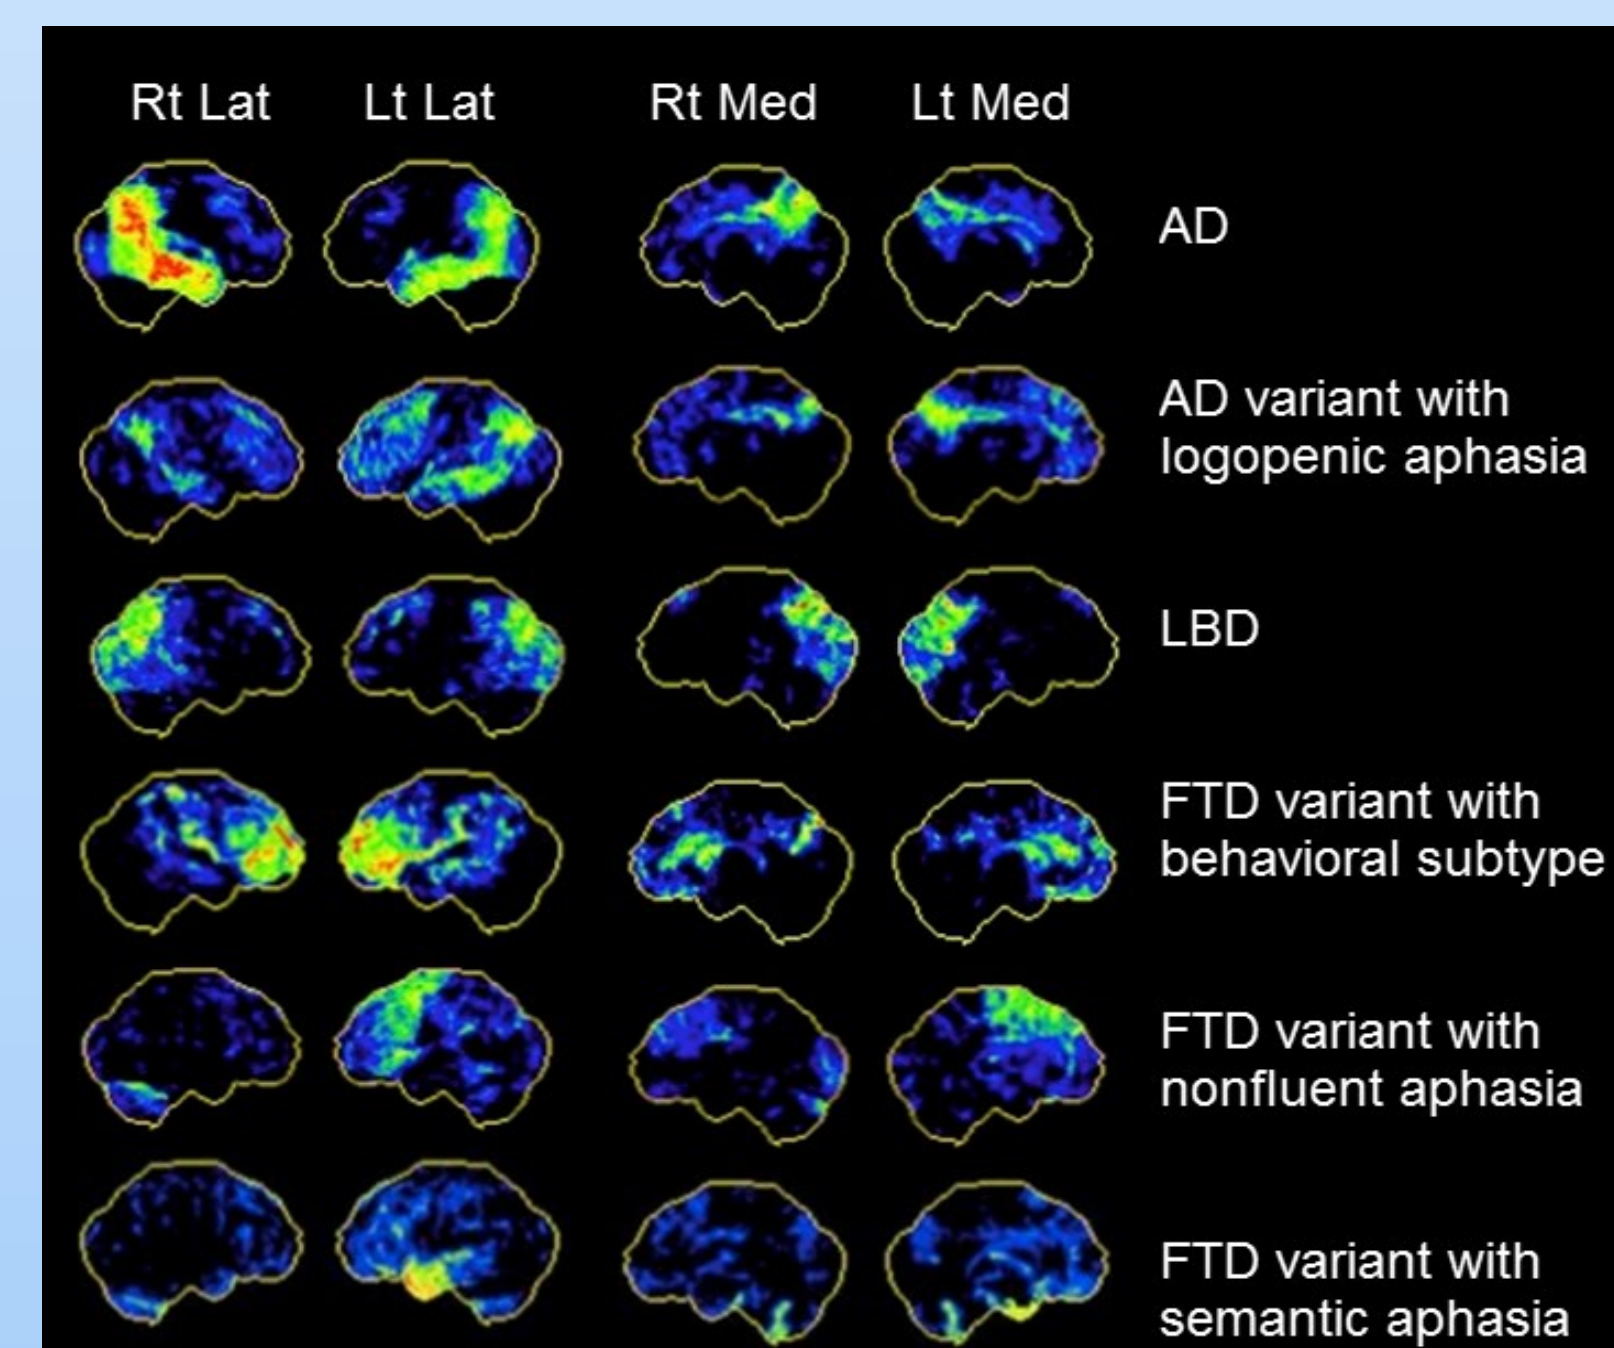 Rt Lat Lt Lat Rt Med Lt Med
AD
AD variant with
logopenic aphasia
LBD
FTD variant with
behavioral subtype
FTD variant with
nonfluent aphasia
FTD variant with
semantic aphasia